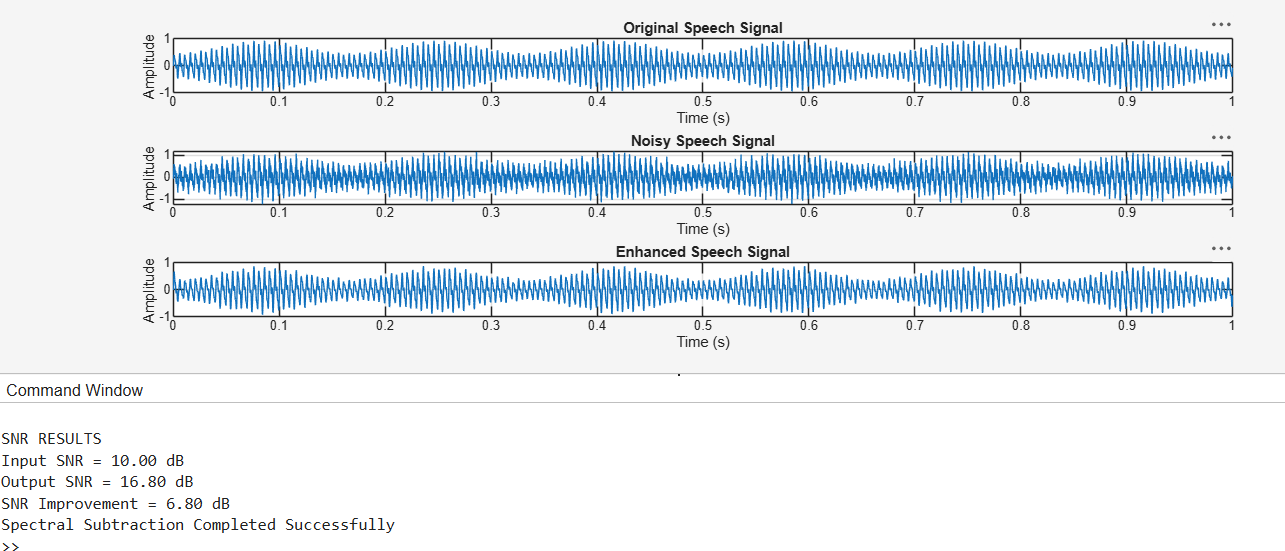 Original Speech Signal
Amplitude
1
0
-1
0 0.1 0.2 0.3 0.4 0.5 0.6 0.7 0.8 0.9 1
Time (s)
Noisy Speech Signal
Amplitude
1
0
-1
0 0.1 0.2 0.3 0.4 0.5 0.6 0.7 0.8 0.9 1
Time (s)
Enhanced Speech Signal
Amplitude
1
0
-1
0 0.1 0.2 0.3 0.4 0.5 0.6 0.7 0.8 0.9 1
Time (s)
Command Window
SNR RESULTS
Input SNR = 10.00 dB
Output SNR = 16.80 dB
SNR Improvement = 6.80 dB
Spectral Subtraction Completed Successfully
>>